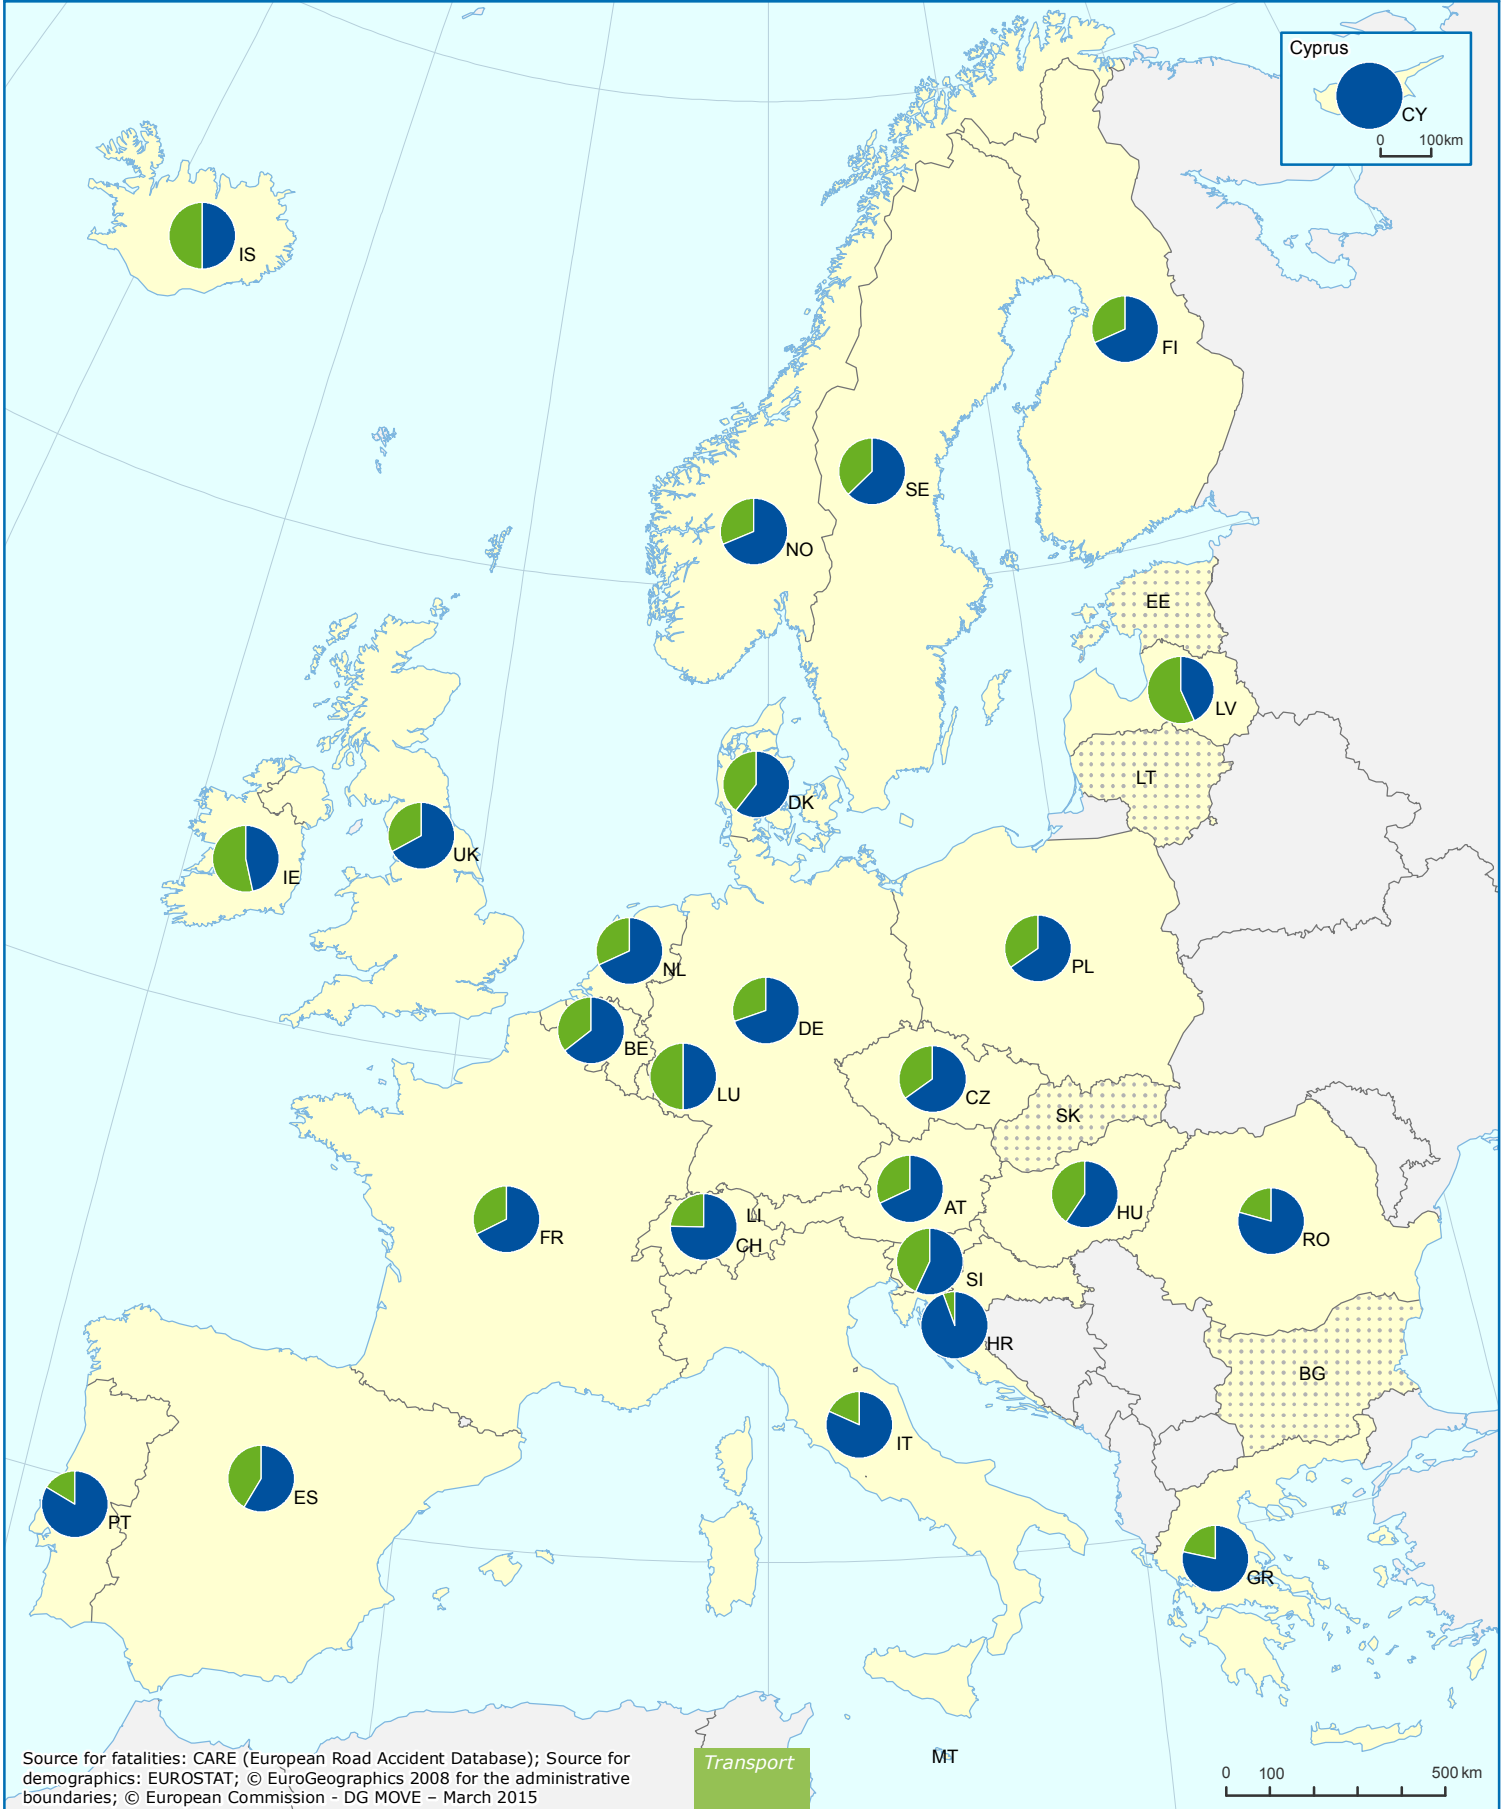 Cyprus
CY
0 100km
IS
FI
SE
NO
EE
LV
LT
DK
UK
IE
NL
PL
BE
DE
LU
CZ
SK
AT
HU
LI
CH
FR
RO
SI
HR
BG
IT
ES
PT
GR
MT
Source for fatalities: CARE (European Road Accident Database); Source for
demographics: EUROSTAT; © EuroGeographics 2008 for the administrative
boundaries; © European Commission - DG MOVE – March 2015
Transport
0 100 500 km